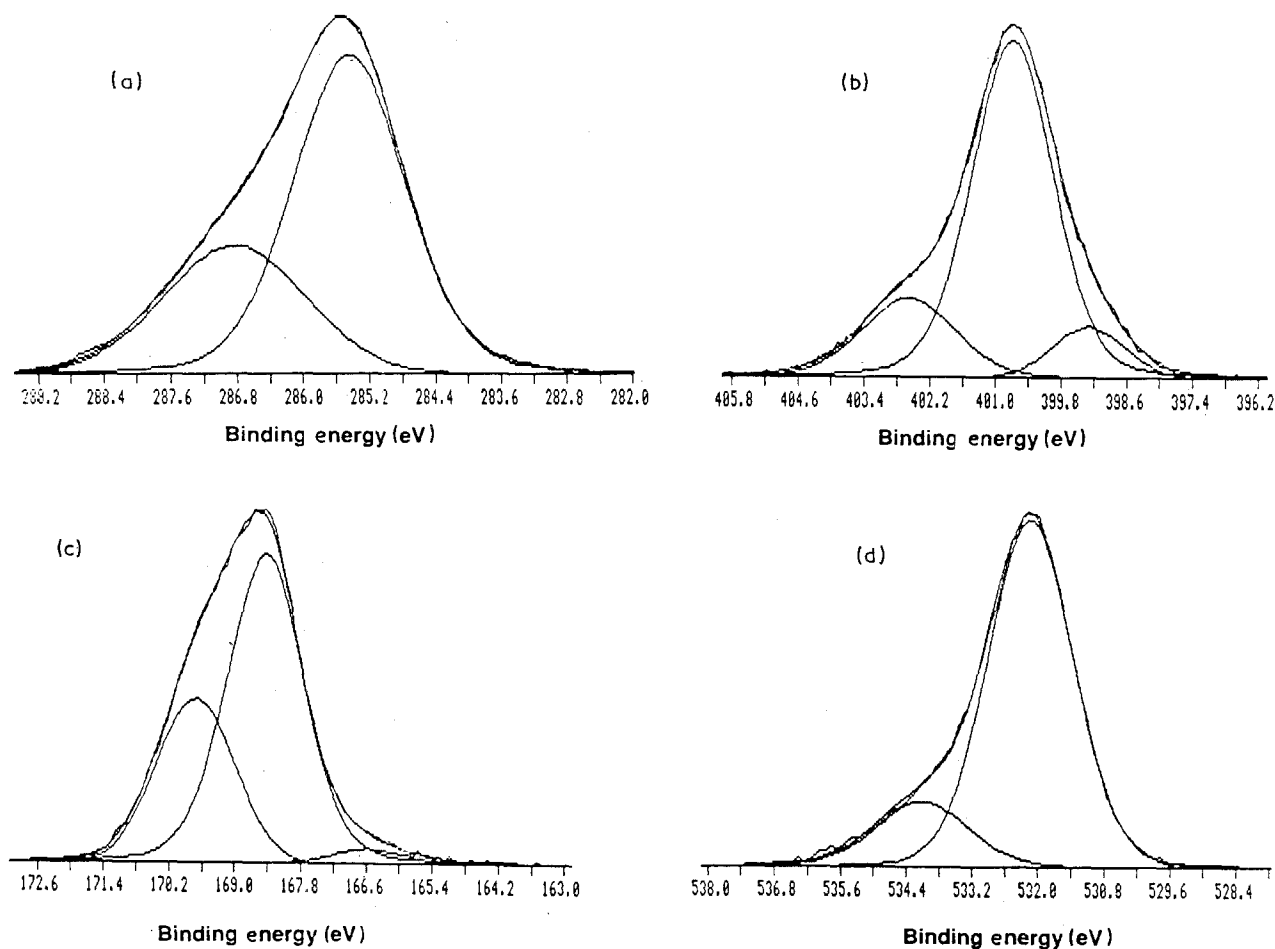 (a)
(b)
289.2 288.4 287.6 286.8 286.0 285.2 284.4 283.6 282.8 282.0
Binding energy (eV)
405.8 404.6 403.4 402.2 401.0 399.8 398.6 397.4 396.2
Binding energy (eV)
(c)
(d)
172.6 171.4 170.2 169.0 167.8 166.6 165.4 164.2 163.0
Binding energy (eV)
538.0 536.8 535.6 534.4 533.2 532.0 530.8 529.6 528.4
Binding energy (eV)